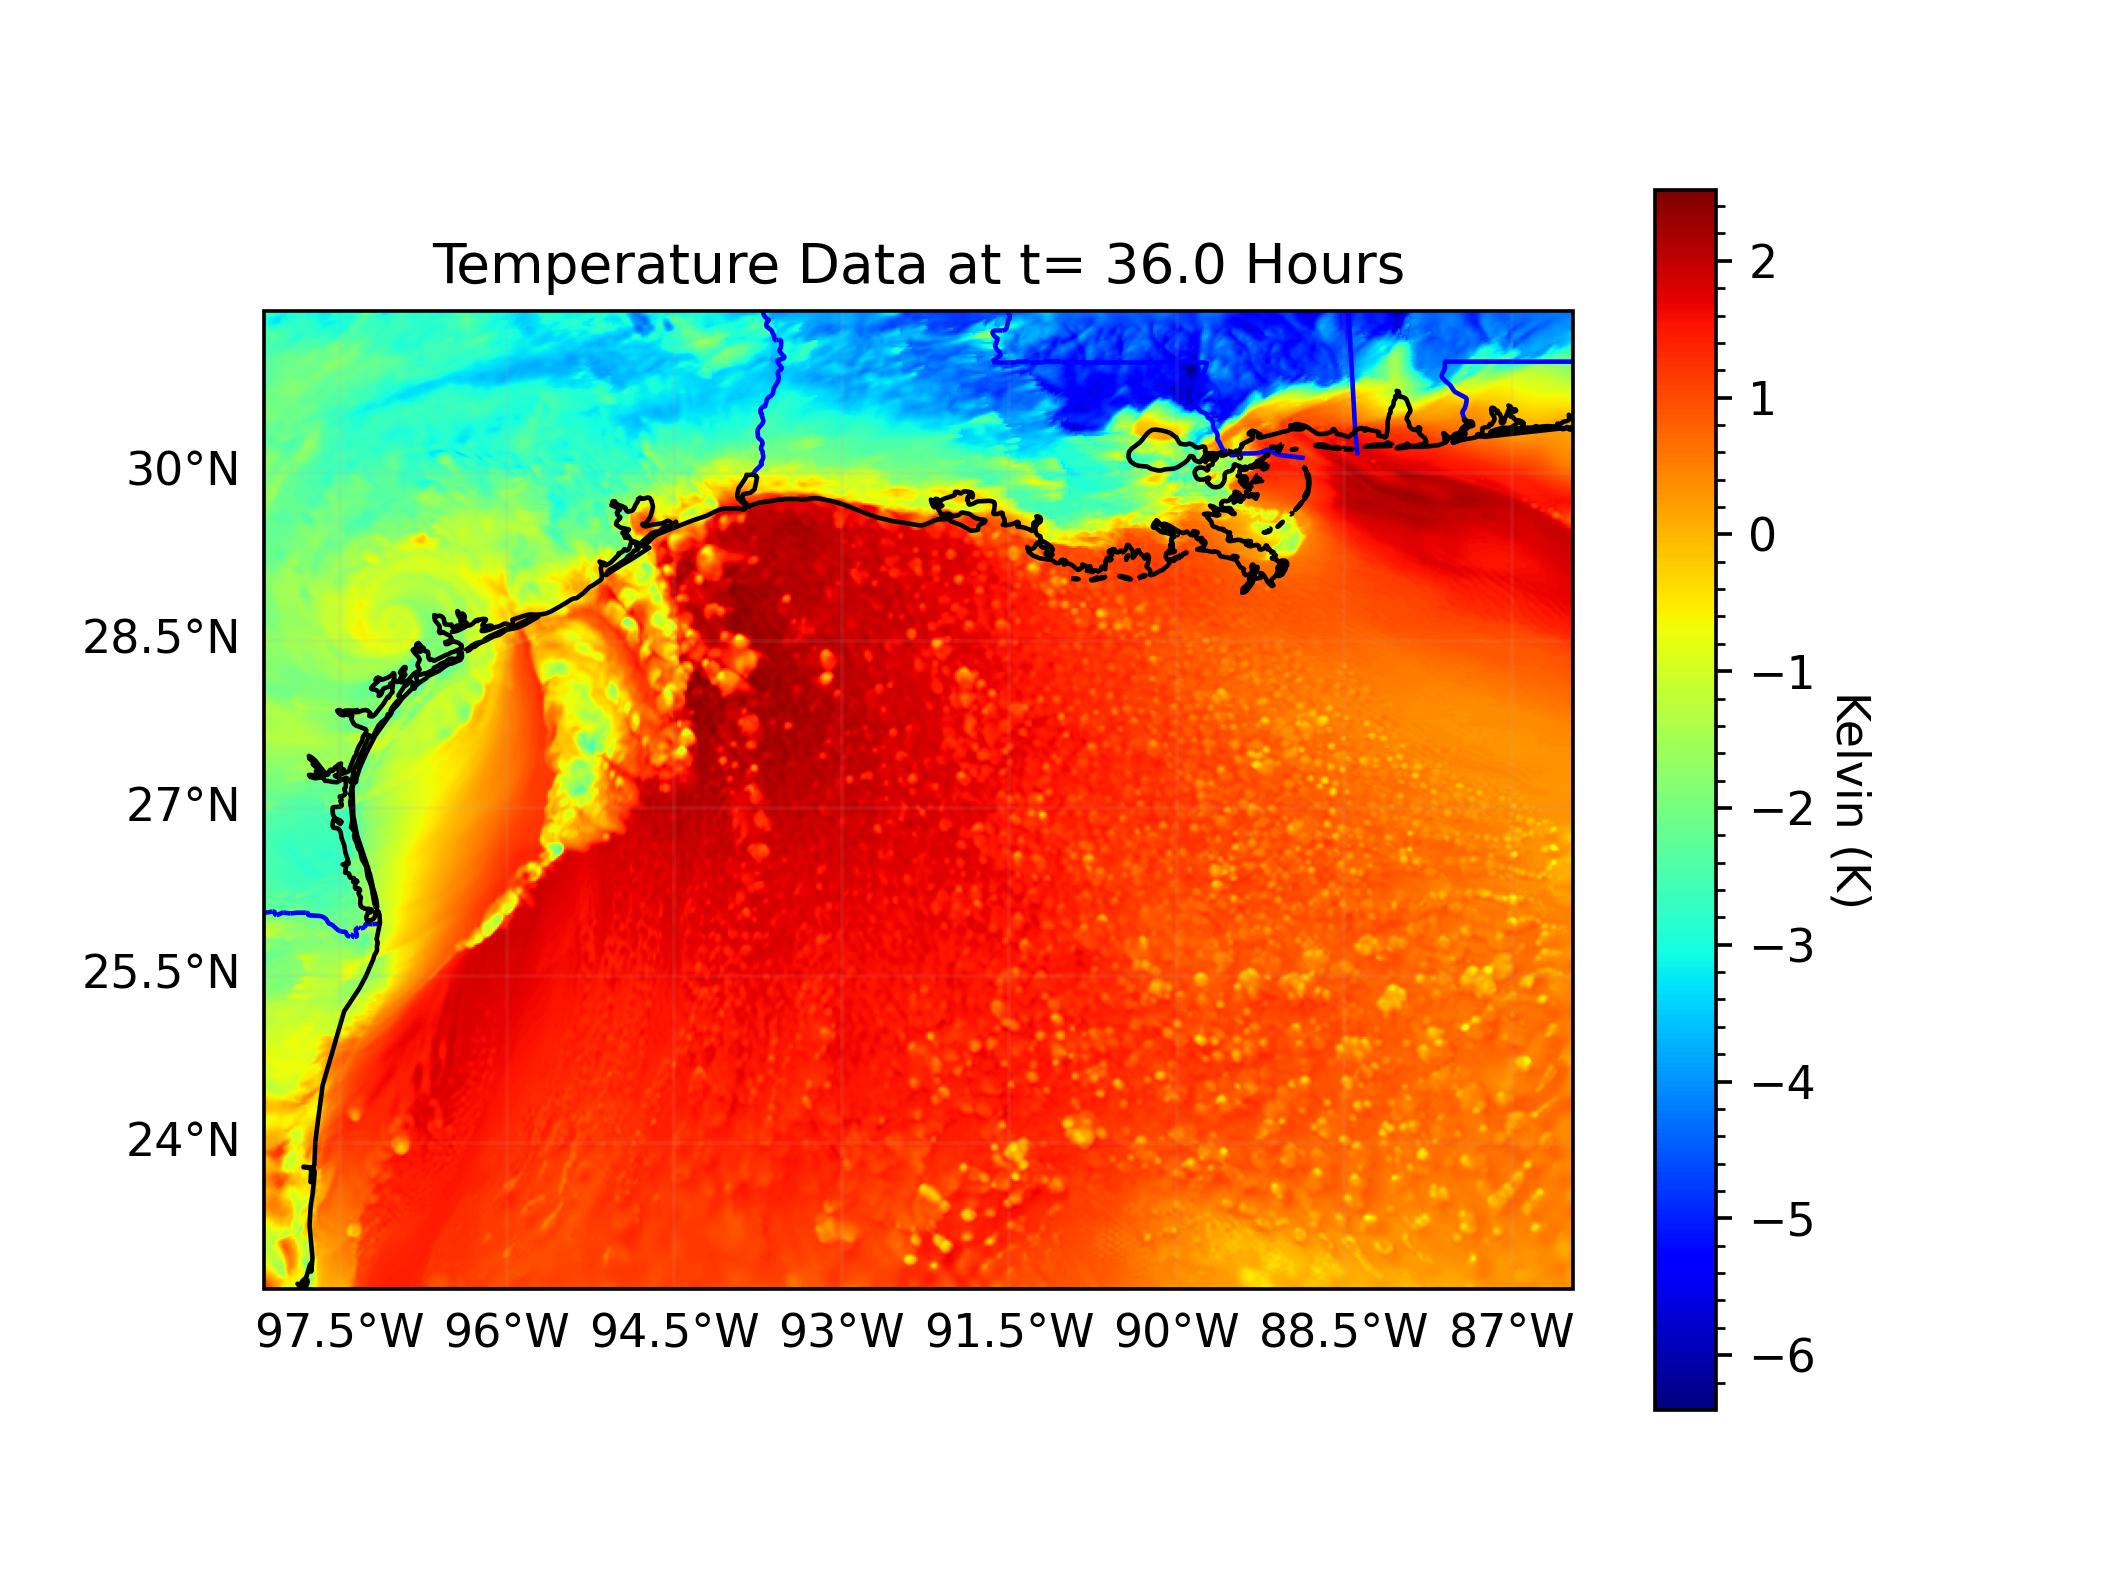 Temperature Data at t= 36.0 Hours
30°N
28.5°N
27°N
25.5°N
24°N
97.5°W 96°W 94.5°W 93°W 91.5°W 90°W 88.5°W 87°W
2
1
0
−1
−2
−3
−4
−5
−6
Kelvin (K)